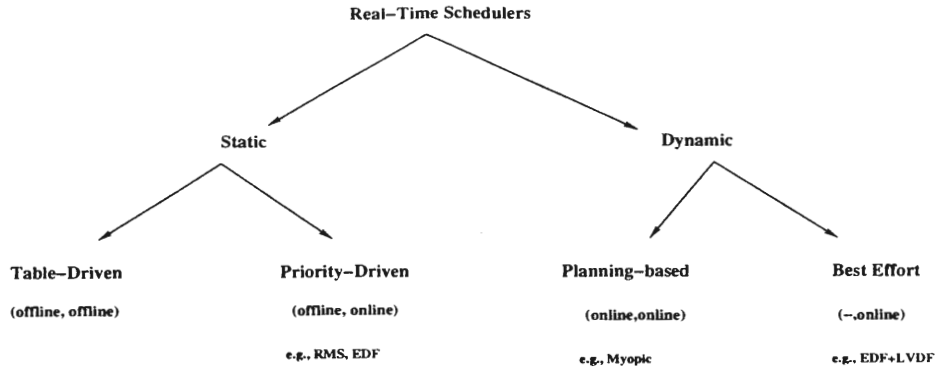 Real–Time Schedulers
Static
Dynamic
Table–Driven
Priority–Driven
Planning–based
Best Effort
(offline, offline)
(offline, online)
(online,online)
(–,online)
e.g., RMS, EDF
e.g., Myopic
e.g., EDF+LVDF